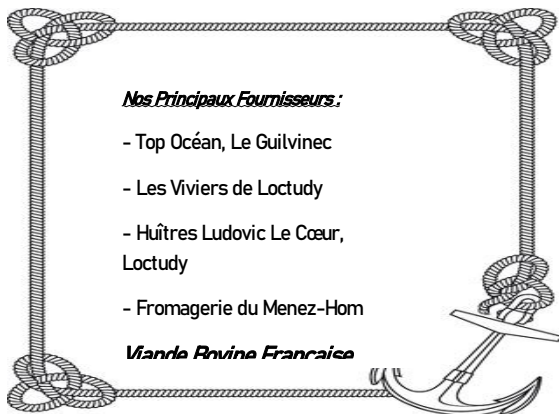 Nos Principaux Fournisseurs :
- Top Océan, Le Guilvinec
- Les Viviers de Loctudy
- Huîtres Ludovic Le Cœur,
Loctudy
- Fromagerie du Menez-Hom
Viande Bovine Française